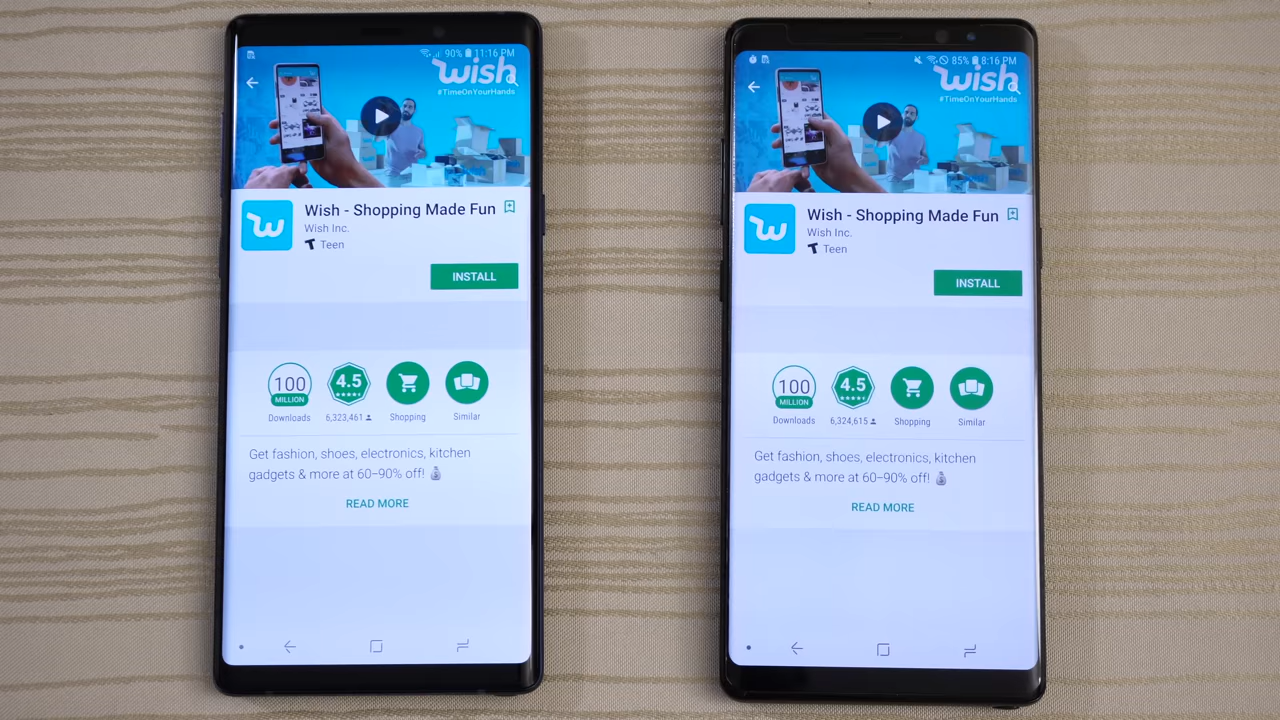 90% 11:16 PM
wish
#TimeOnYourHands
Wish - Shopping Made Fun
Wish Inc.
T Teen
INSTALL
100
MILLION
Downloads
4.5
6,323,461
Shopping
Similar
Get fashion, shoes, electronics, kitchen
gadgets & more at 60–90% off!
READ MORE
85% 8:16 PM
wish
#TimeOnYourHands
Wish - Shopping Made Fun
Wish Inc.
T Teen
INSTALL
100
MILLION
Downloads
4.5
6,324,615
Shopping
Similar
Get fashion, shoes, electronics, kitchen
gadgets & more at 60–90% off!
READ MORE